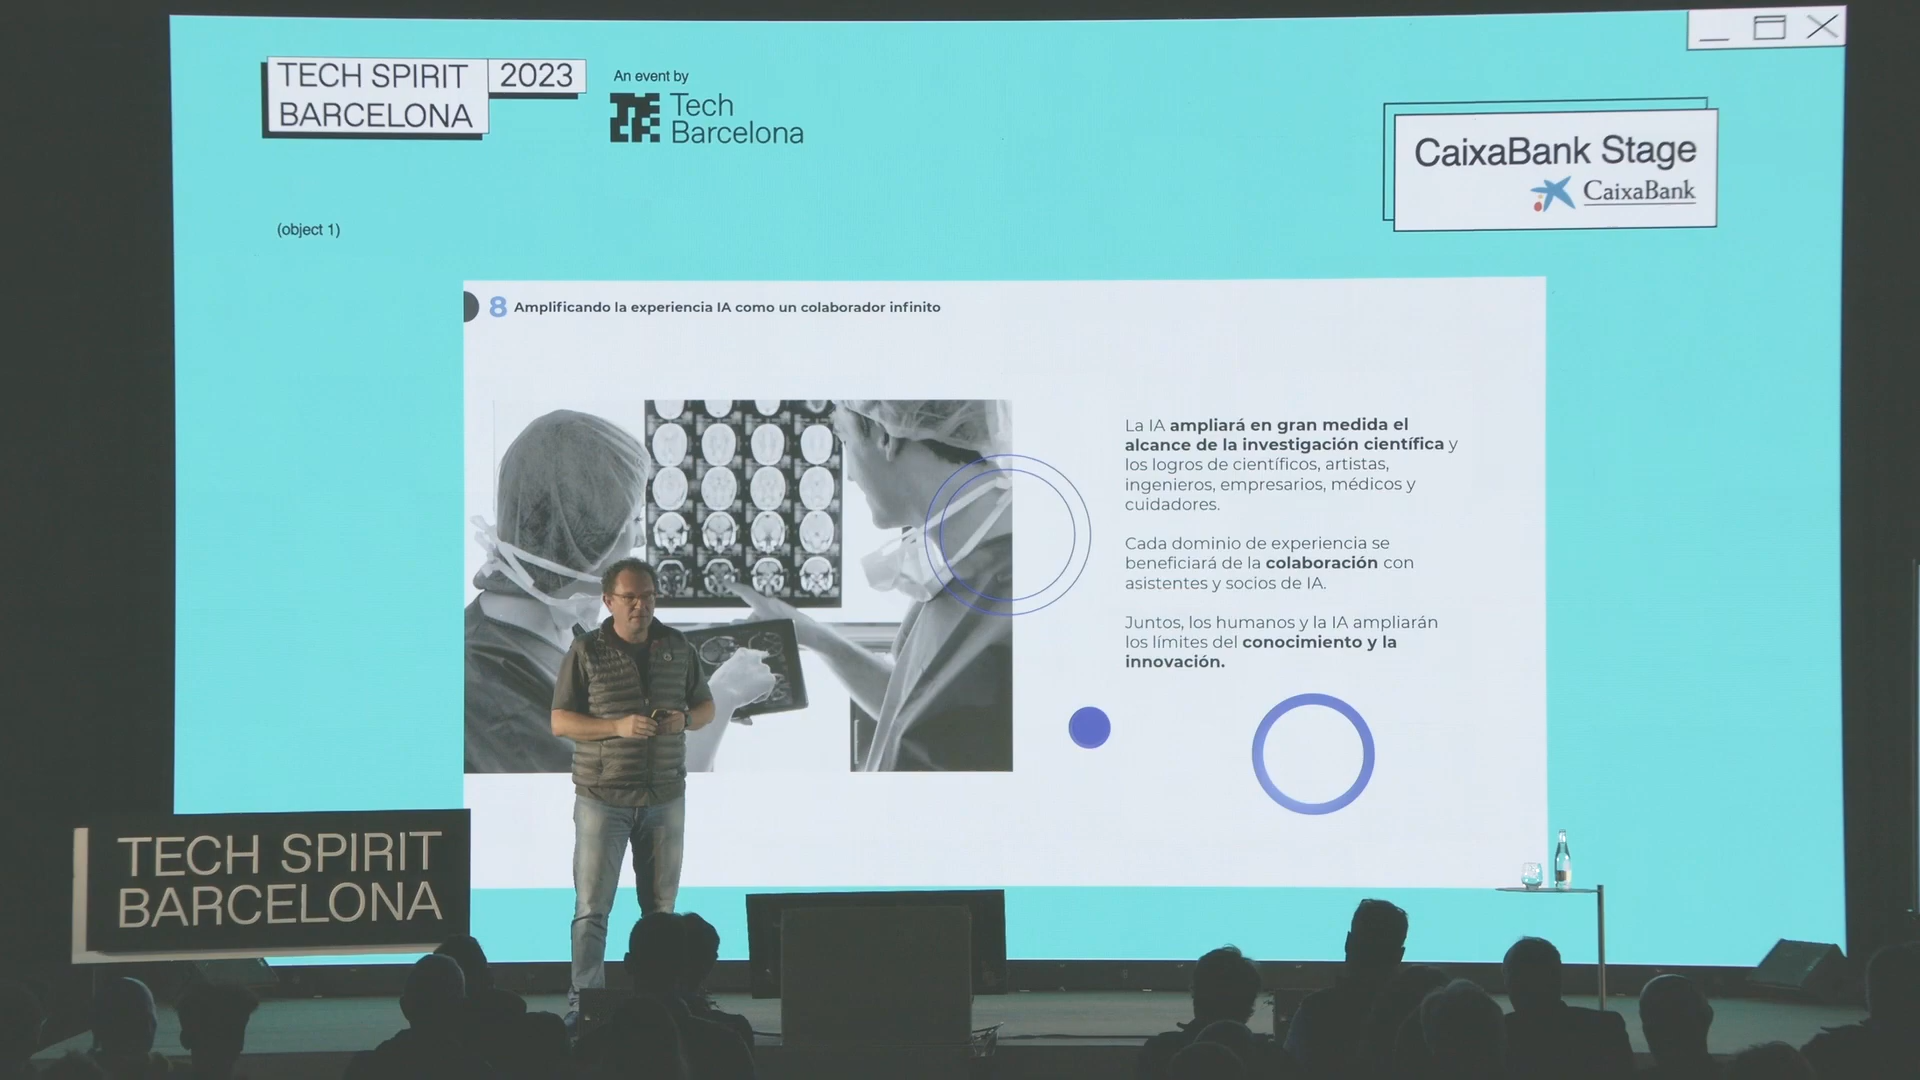 TECH SPIRIT
BARCELONA
2023
An event by
Tech
Barcelona
CaixaBank Stage
CaixaBank
(object 1)
8 Amplificando la experiencia IA como un colaborador infinito
La IA ampliará en gran medida el
alcance de la investigación científica y
los logros de científicos, artistas,
ingenieros, empresarios, médicos y
cuidadores.
Cada dominio de experiencia se
beneficiará de la colaboración con
asistentes y socios de IA.
Juntos, los humanos y la IA ampliarán
los límites del conocimiento y la
innovación.
TECH SPIRIT
BARCELONA